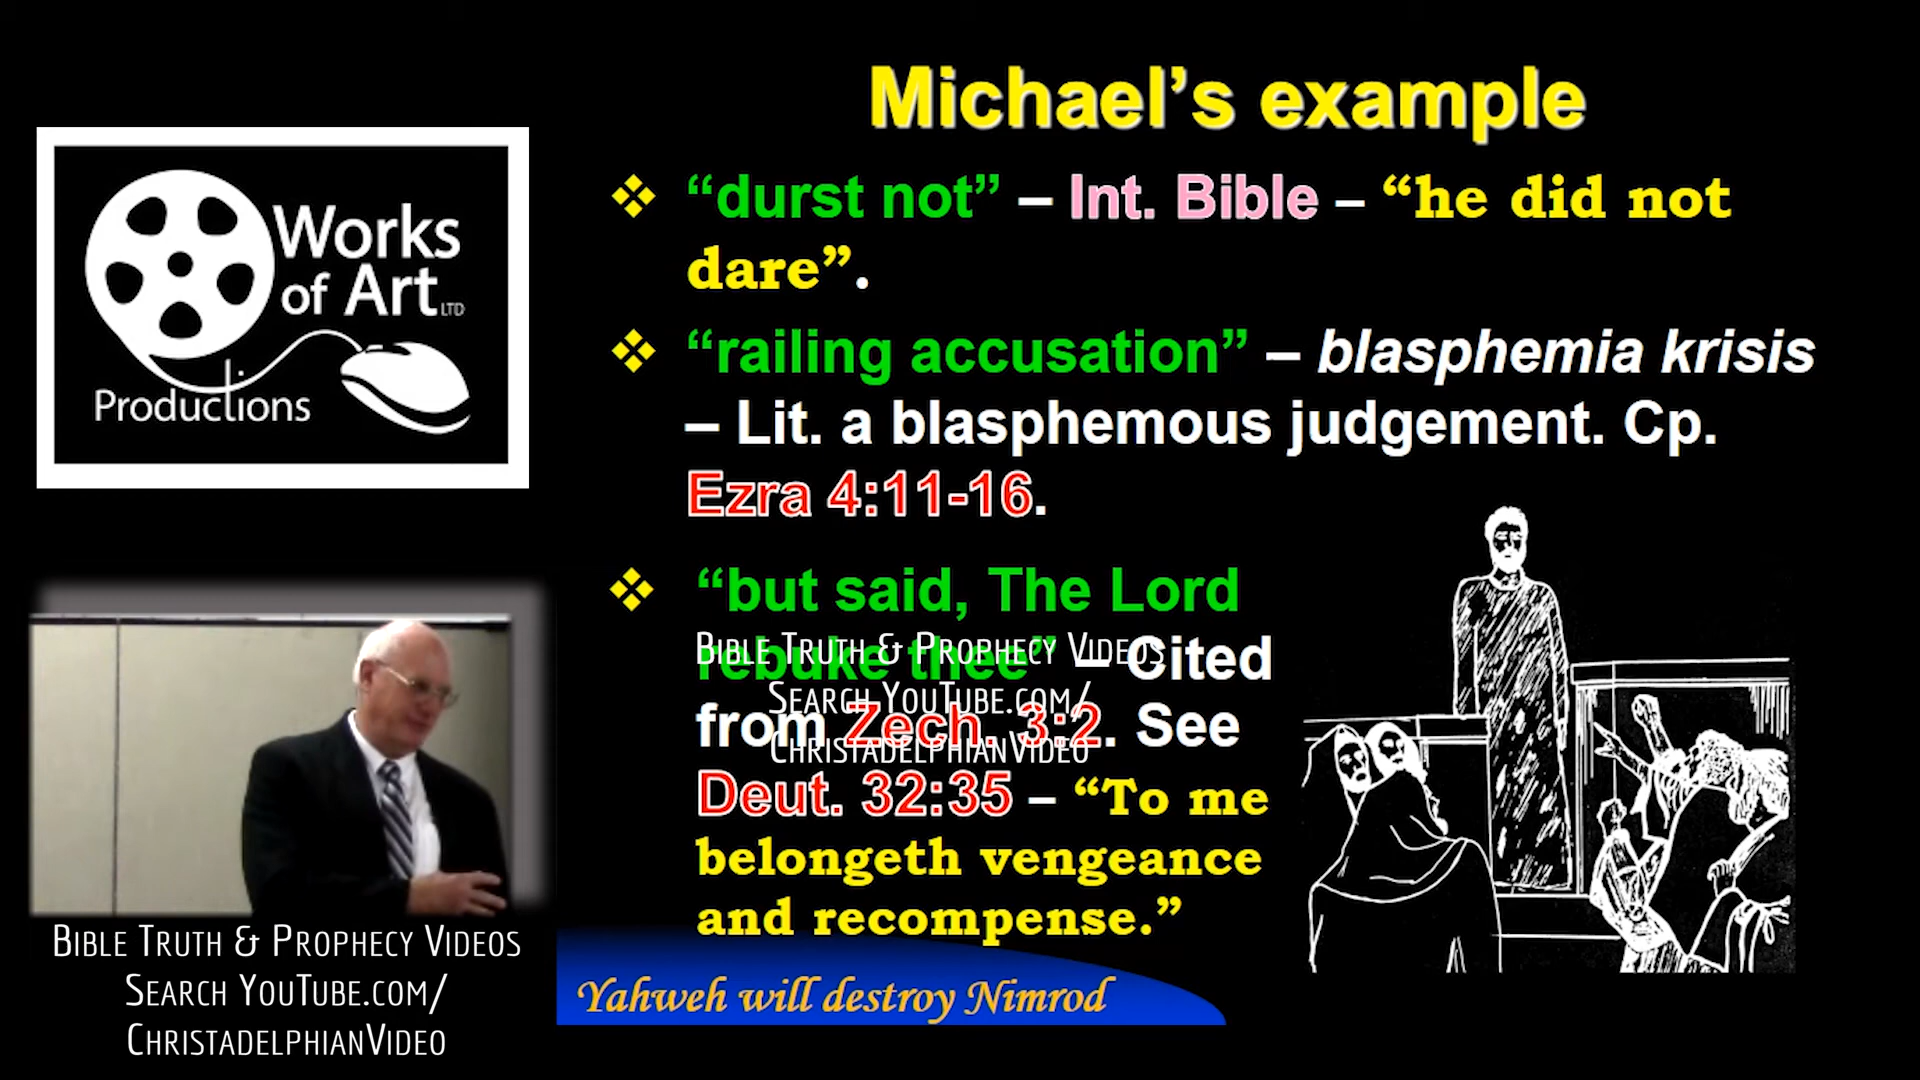 Michael’s example
“durst not” – Int. Bible – “he did not
dare”.
“railing accusation” – blasphemia krisis
– Lit. a blasphemous judgement. Cp.
Ezra 4:11-16.
“but said, The Lord
rebuke thee” – Cited
from Zech. 3:2. See
Deut. 32:35 – “To me
belongeth vengeance
and recompense.”
Bible Truth & Prophecy Videos
Search YouTube.com/
ChristadelphianVideo
Yahweh will destroy Nimrod
Works
of Art LTD
Productions
Bible Truth & Prophecy Videos
Search YouTube.com/
ChristadelphianVideo